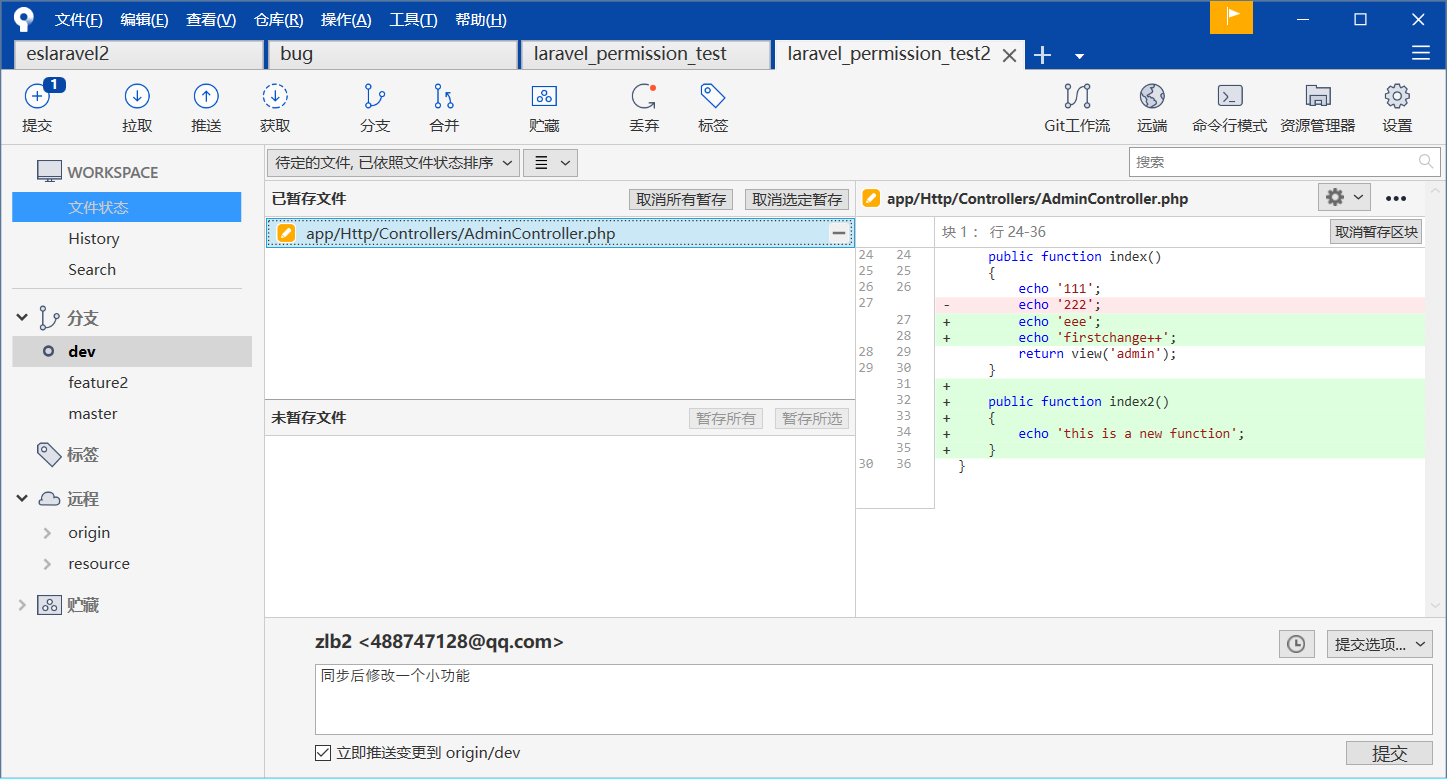 文件(F) 编辑(E) 查看(V) 仓库(R) 操作(A) 工具(T) 帮助(H)
eslaravel2 bug laravel_permission_test laravel_permission_test2
1
提交 拉取 推送 获取 分支 合并 贮藏 丢弃 标签 Git工作流 远端 命令行模式 资源管理器 设置
WORKSPACE
文件状态
History
Search
分支
dev
feature2
master
标签
远程
origin
resource
贮藏
待定的文件, 已依照文件状态排序
搜索
已暂存文件 取消所有暂存 取消选定暂存
app/Http/Controllers/AdminController.php
未暂存文件 暂存所有 暂存所选
app/Http/Controllers/AdminController.php
块 1： 行 24-36 取消暂存区块
24 24 public function index()
25 25 {
26 26 echo '111';
27 - echo '222';
27 + echo 'eee';
28 + echo 'firstchange++';
28 29 return view('admin');
29 30 }
31 +
32 + public function index2()
33 + {
34 + echo 'this is a new function';
35 + }
30 36 }
zlb2 <488747128@qq.com>
提交选项...
同步后修改一个小功能
立即推送变更到 origin/dev
提交